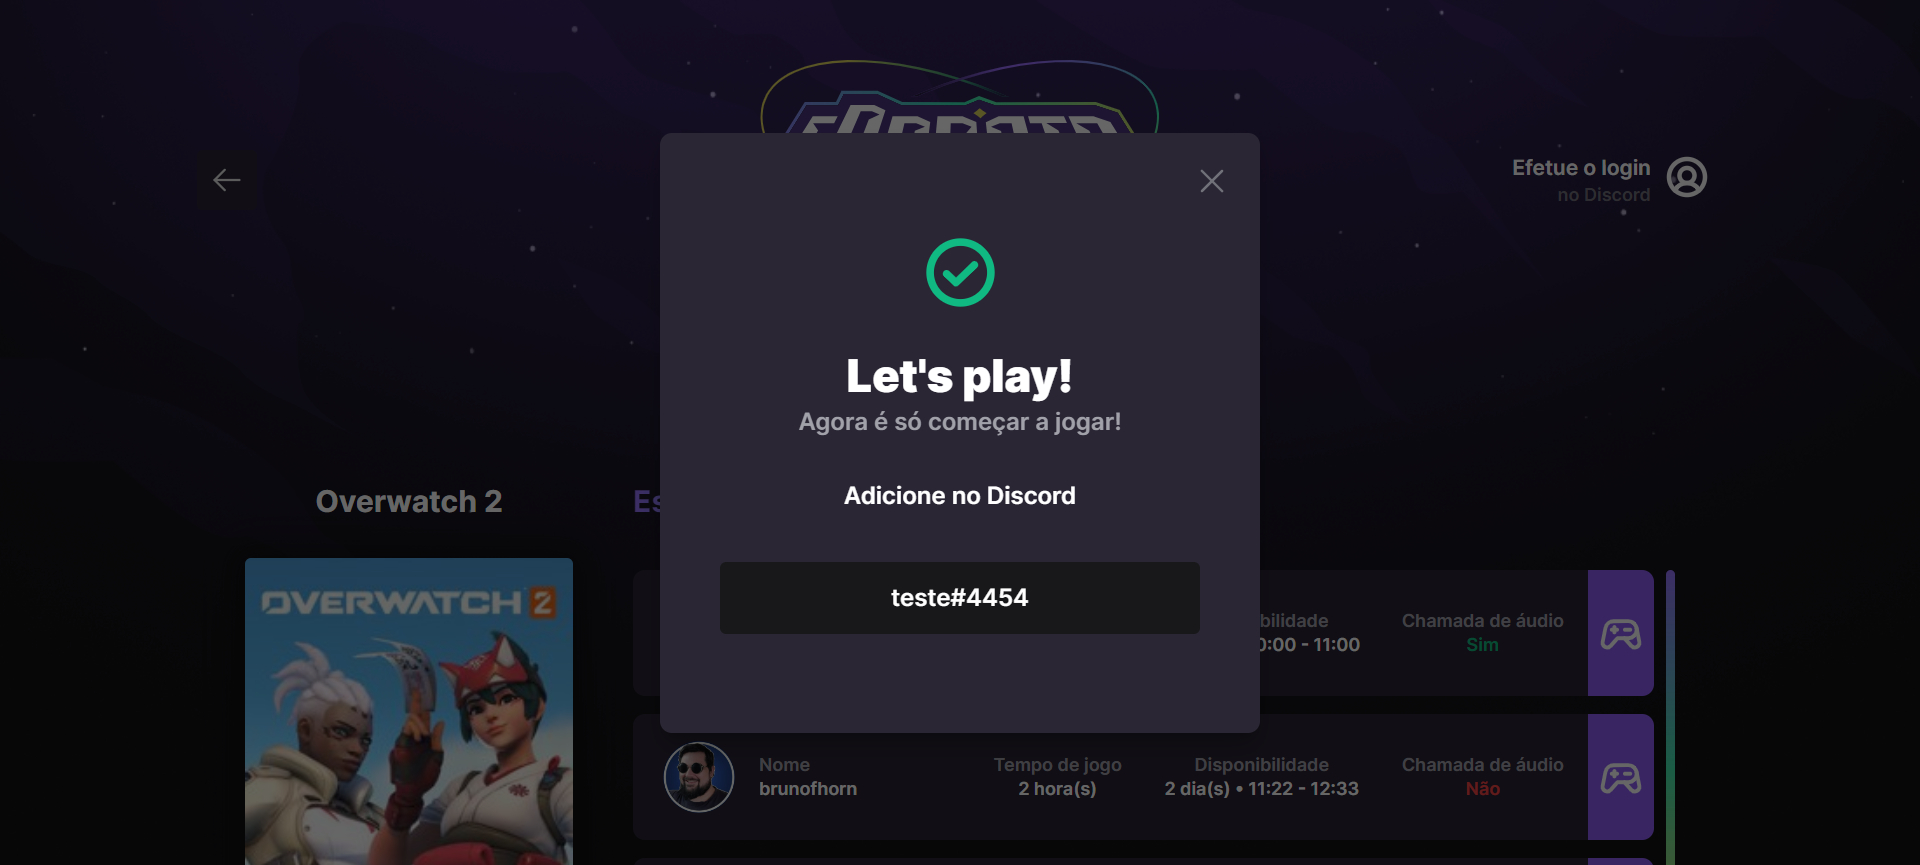 Efetue o login
no Discord
Let's play!
Agora é só começar a jogar!
Adicione no Discord
teste#4454
Overwatch 2
Es
OVERWATCH 2
bilidade
0:00 - 11:00
Chamada de áudio
Sim
Nome
brunofhorn
Tempo de jogo
2 hora(s)
Disponibilidade
2 dia(s) • 11:22 - 12:33
Chamada de áudio
Não